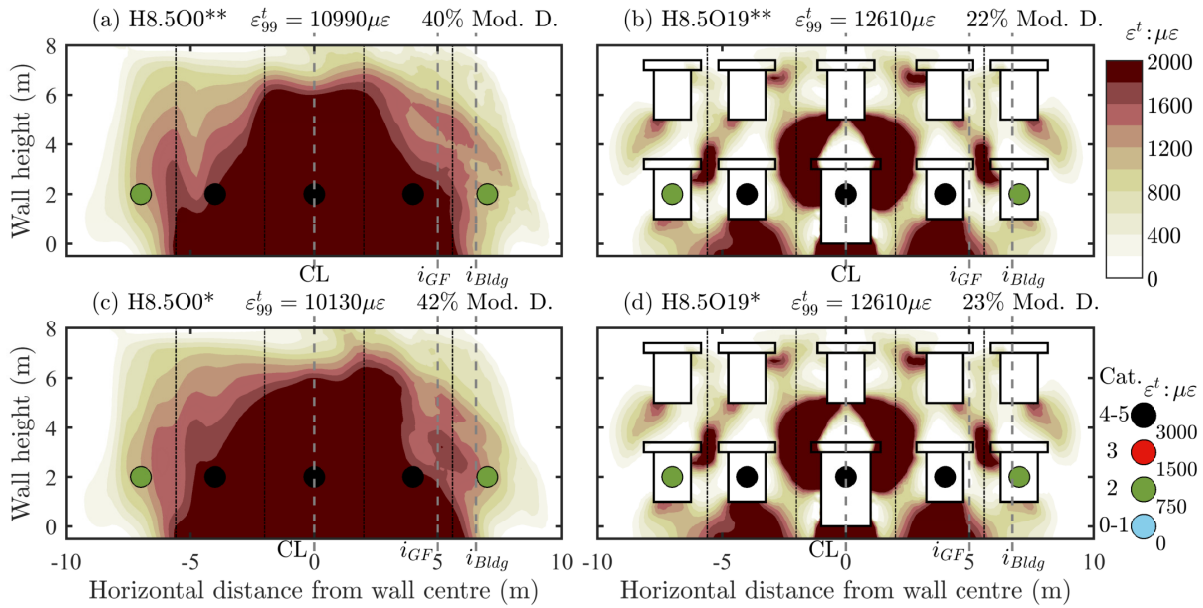 (a) H8.5O0** ε^t_99 = 10990με 40% Mod. D.
(b) H8.5O19** ε^t_99 = 12610με 22% Mod. D.
ε^t : με
8
6
4
2
0
Wall height (m)
2000
1600
1200
800
400
0
CL i_GF i_Bldg
CL i_GF i_Bldg
(c) H8.5O0* ε^t_99 = 10130με 42% Mod. D.
(d) H8.5O19* ε^t_99 = 12610με 23% Mod. D.
8
6
4
2
0
Wall height (m)
Cat. ε^t : με
4-5
3000
3
1500
2
750
0-1
0
CL i_GF i_Bldg
CL i_GF i_Bldg
-10 -5 0 5 10
-10 -5 0 5 10
Horizontal distance from wall centre (m)
Horizontal distance from wall centre (m)